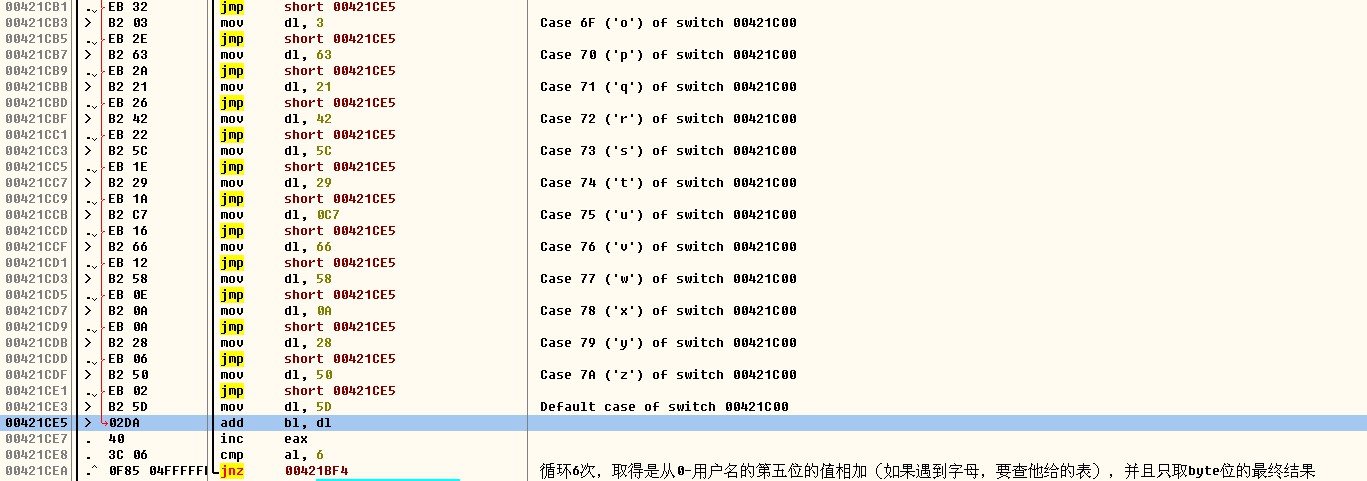 00421CB1 . EB 32 jmp short 00421CE5
00421CB3 > B2 03 mov dl, 3 Case 6F ('o') of switch 00421C00
00421CB5 . EB 2E jmp short 00421CE5
00421CB7 > B2 63 mov dl, 63 Case 70 ('p') of switch 00421C00
00421CB9 . EB 2A jmp short 00421CE5
00421CBB > B2 21 mov dl, 21 Case 71 ('q') of switch 00421C00
00421CBD . EB 26 jmp short 00421CE5
00421CBF > B2 42 mov dl, 42 Case 72 ('r') of switch 00421C00
00421CC1 . EB 22 jmp short 00421CE5
00421CC3 > B2 5C mov dl, 5C Case 73 ('s') of switch 00421C00
00421CC5 . EB 1E jmp short 00421CE5
00421CC7 > B2 29 mov dl, 29 Case 74 ('t') of switch 00421C00
00421CC9 . EB 1A jmp short 00421CE5
00421CCB > B2 C7 mov dl, 0C7 Case 75 ('u') of switch 00421C00
00421CCD . EB 16 jmp short 00421CE5
00421CCF > B2 66 mov dl, 66 Case 76 ('v') of switch 00421C00
00421CD1 . EB 12 jmp short 00421CE5
00421CD3 > B2 58 mov dl, 58 Case 77 ('w') of switch 00421C00
00421CD5 . EB 0E jmp short 00421CE5
00421CD7 > B2 0A mov dl, 0A Case 78 ('x') of switch 00421C00
00421CD9 . EB 0A jmp short 00421CE5
00421CDB > B2 28 mov dl, 28 Case 79 ('y') of switch 00421C00
00421CDD . EB 06 jmp short 00421CE5
00421CDF > B2 50 mov dl, 50 Case 7A ('z') of switch 00421C00
00421CE1 . EB 02 jmp short 00421CE5
00421CE3 > B2 5D mov dl, 5D Default case of switch 00421C00
00421CE5 > 02DA add bl, dl
00421CE7 . 40 inc eax
00421CE8 . 3C 06 cmp al, 6
00421CEA .^ 0F85 04FFFFFF jnz 00421BF4 循环6次，取得是从0-用户名的第五位的值相加（如果遇到字母，要查他给的表），并且只取byte位的最终结果